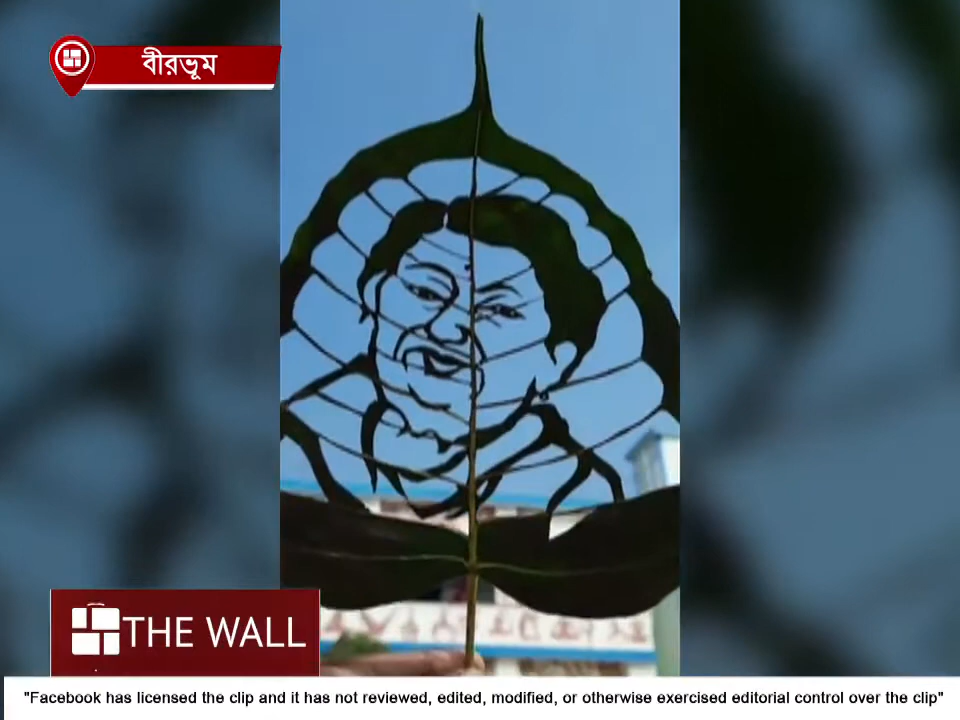 বীরভূম
THE WALL
"Facebook has licensed the clip and it has not reviewed, edited, modified, or otherwise exercised editorial control over the clip"